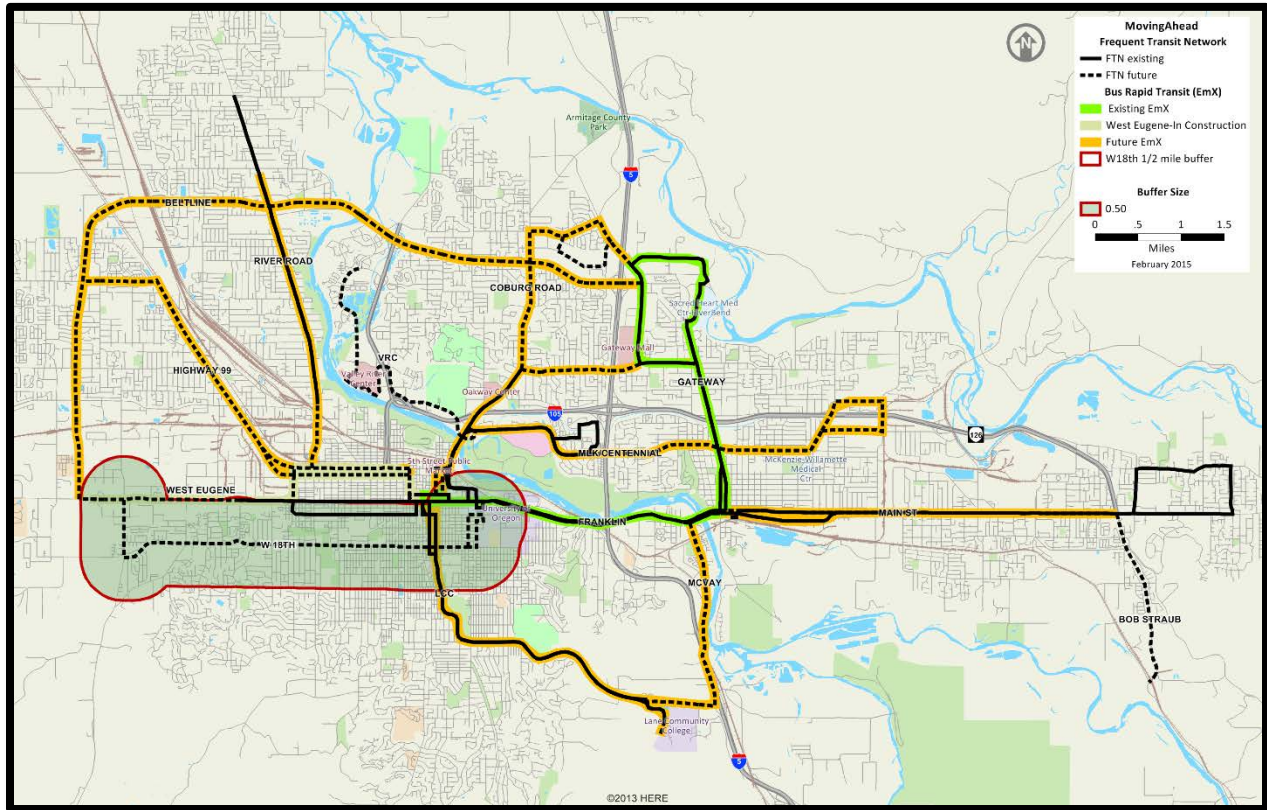 MovingAhead
Frequent Transit Network
FTN existing
FTN future
Bus Rapid Transit (EmX)
Existing EmX
West Eugene-In Construction
Future EmX
W18th 1/2 mile buffer
Buffer Size
0.50
0 .5 1 1.5
Miles
February 2015
N
Armitage County
Park
5
BELTLINE
RIVER ROAD
COBURG ROAD
Sacred Heart Med
Ctr-RiverBend
Gateway Mall
VRC
HIGHWAY 99
Valley River
Center
Oakway Center
GATEWAY
105
126
5th Street Public
Market
MLK CENTENNIAL
McKenzie-Willamette
Medical
Ctr
WEST EUGENE
University of
Oregon
FRANKLIN
MAIN ST
W 18TH
MCVAY
LCC
BOB STRAUB
Lane Community
College
5
©2013 HERE